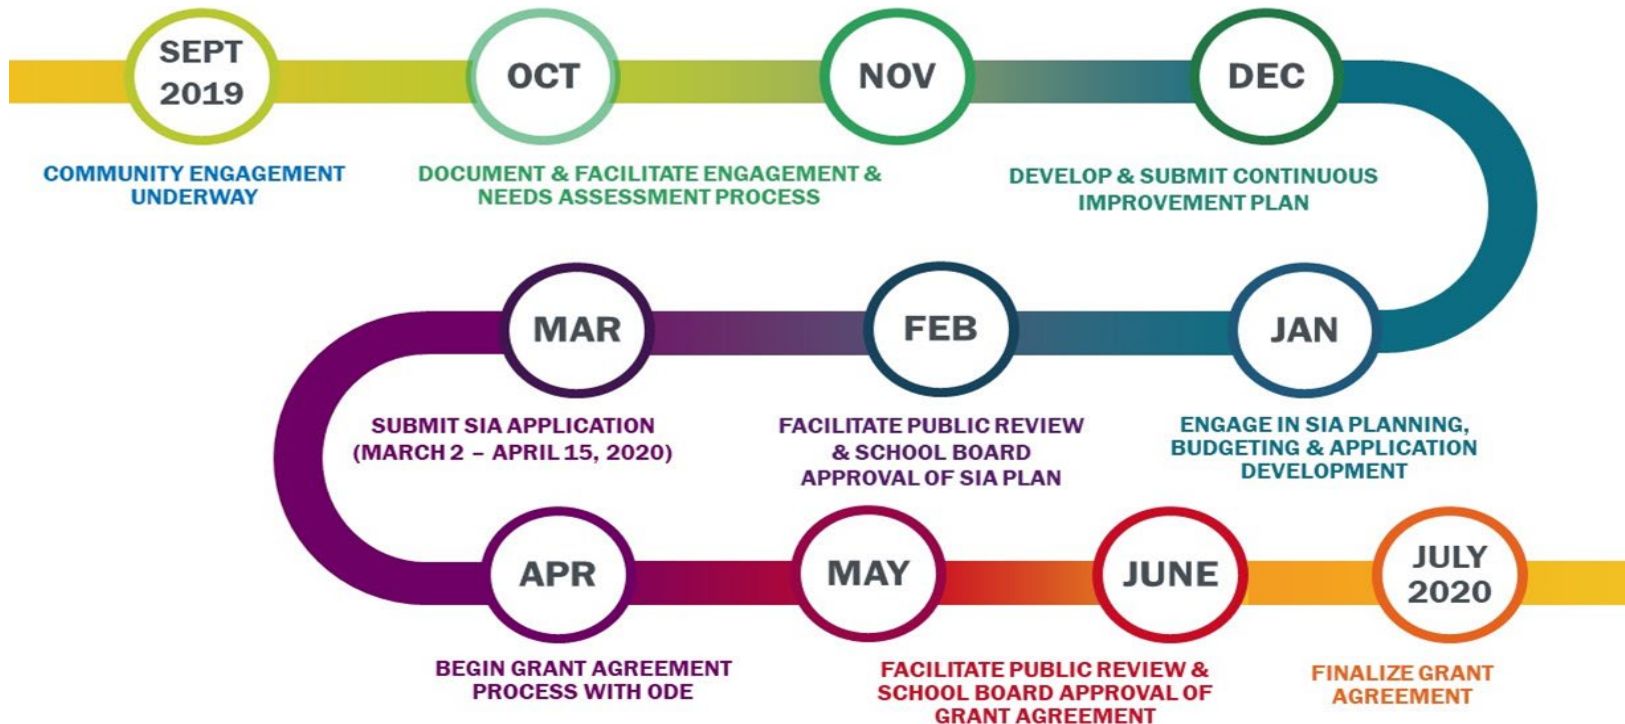 SEPT
2019
OCT
NOV
DEC
COMMUNITY ENGAGEMENT
UNDERWAY
DOCUMENT & FACILITATE ENGAGEMENT &
NEEDS ASSESSMENT PROCESS
DEVELOP & SUBMIT CONTINUOUS
IMPROVEMENT PLAN
JAN
FEB
MAR
ENGAGE IN SIA PLANNING,
BUDGETING & APPLICATION
DEVELOPMENT
FACILITATE PUBLIC REVIEW
& SCHOOL BOARD
APPROVAL OF SIA PLAN
SUBMIT SIA APPLICATION
(MARCH 2 – APRIL 15, 2020)
APR
MAY
JUNE
JULY
2020
BEGIN GRANT AGREEMENT
PROCESS WITH ODE
FACILITATE PUBLIC REVIEW &
SCHOOL BOARD APPROVAL OF
GRANT AGREEMENT
FINALIZE GRANT
AGREEMENT